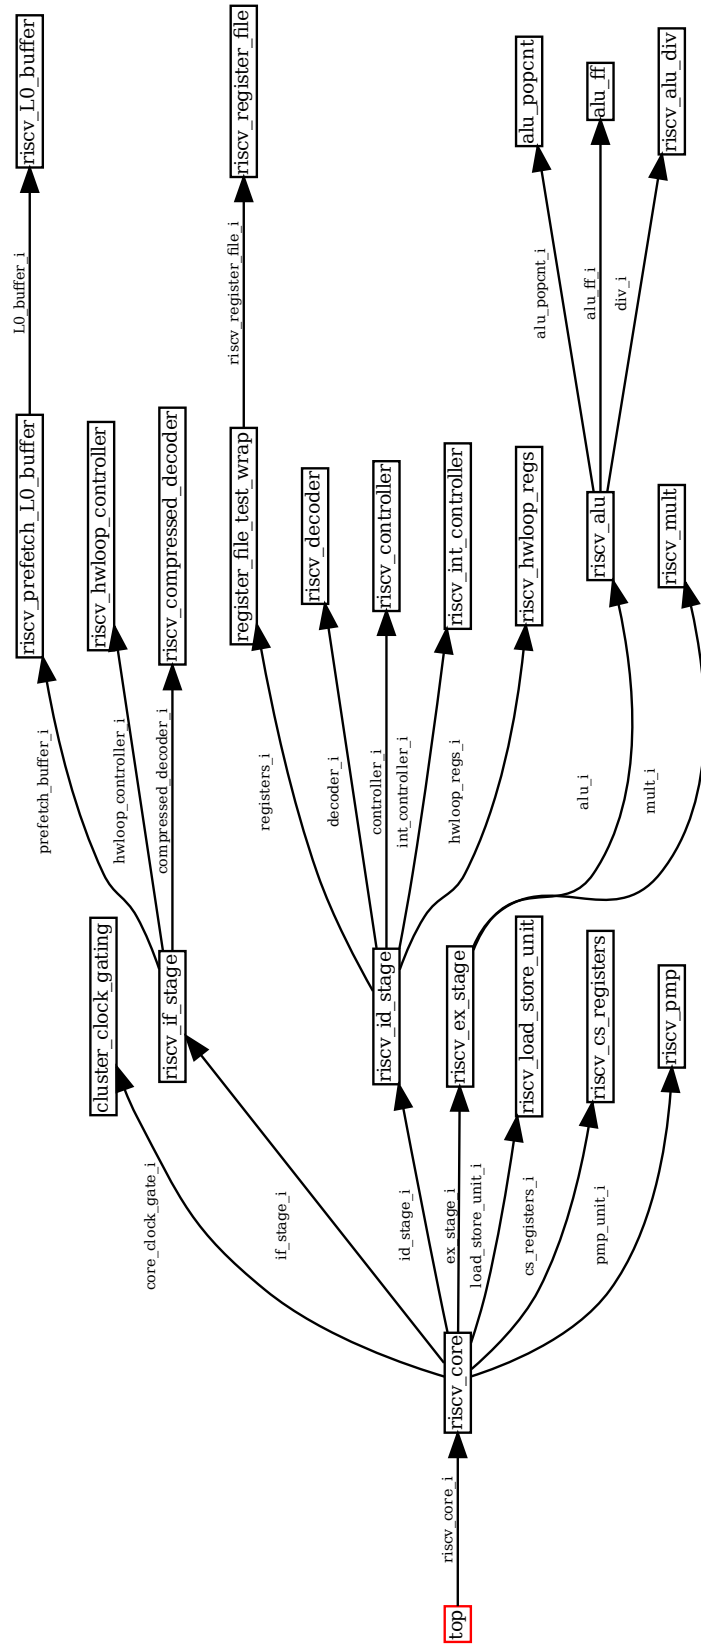 top
riscv_core_i
riscv_core
core_clock_gate_i
if_stage_i
id_stage_i
ex_stage_i
load_store_unit_i
cs_registers_i
pmp_unit_i
cluster_clock_gating
riscv_if_stage
riscv_id_stage
riscv_ex_stage
riscv_load_store_unit
riscv_cs_registers
riscv_pmp
prefetch_buffer_i
hwloop_controller_i
compressed_decoder_i
registers_i
decoder_i
controller_i
int_controller_i
hwloop_regs_i
alu_i
mult_i
riscv_prefetch_L0_buffer
riscv_hwloop_controller
riscv_compressed_decoder
register_file_test_wrap
riscv_decoder
riscv_controller
riscv_int_controller
riscv_hwloop_regs
riscv_alu
riscv_mult
L0_buffer_i
riscv_register_file_i
alu_popcnt_i
alu_ff_i
div_i
riscv_L0_buffer
riscv_register_file
alu_popcnt
alu_ff
riscv_alu_div